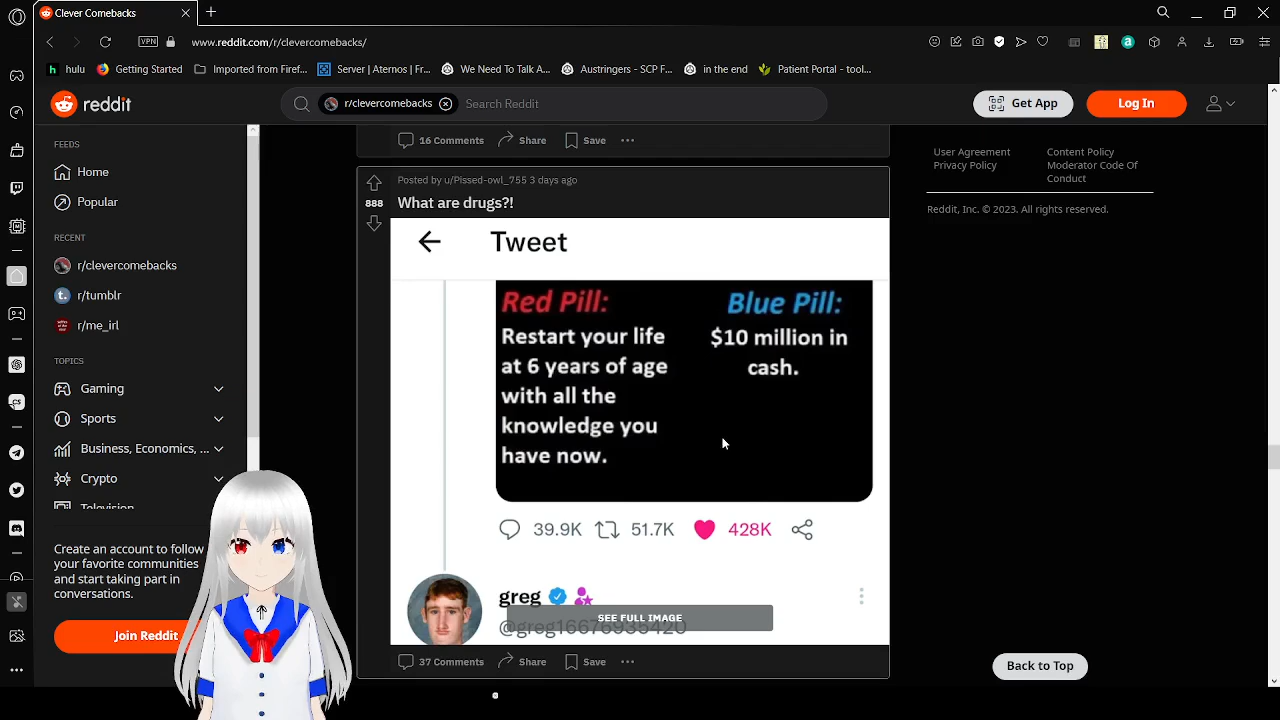 Clever Comebacks
VPN
www.reddit.com/r/clevercomebacks/
hulu
Getting Started
Imported from Firef...
Server | Aternos | Fr...
We Need To Talk A...
Austringers - SCP F...
in the end
Patient Portal - tool...
reddit
r/clevercomebacks
Search Reddit
Get App
Log In
FEEDS
Home
Popular
RECENT
r/clevercomebacks
r/tumblr
r/me_irl
TOPICS
Gaming
Sports
Business, Economics, ...
Crypto
Television
Create an account to follow
your favorite communities
and start taking part in
conversations.
Join Reddit
16 Comments
Share
Save
Posted by u/Pissed-owl_755 3 days ago
888
What are drugs?!
Tweet
Red Pill:
Restart your life
at 6 years of age
with all the
knowledge you
have now.
Blue Pill:
$10 million in
cash.
39.9K
51.7K
428K
greg
@greg16676935420
SEE FULL IMAGE
37 Comments
Share
Save
User Agreement
Privacy Policy
Content Policy
Moderator Code Of
Conduct
Reddit, Inc. © 2023. All rights reserved.
Back to Top